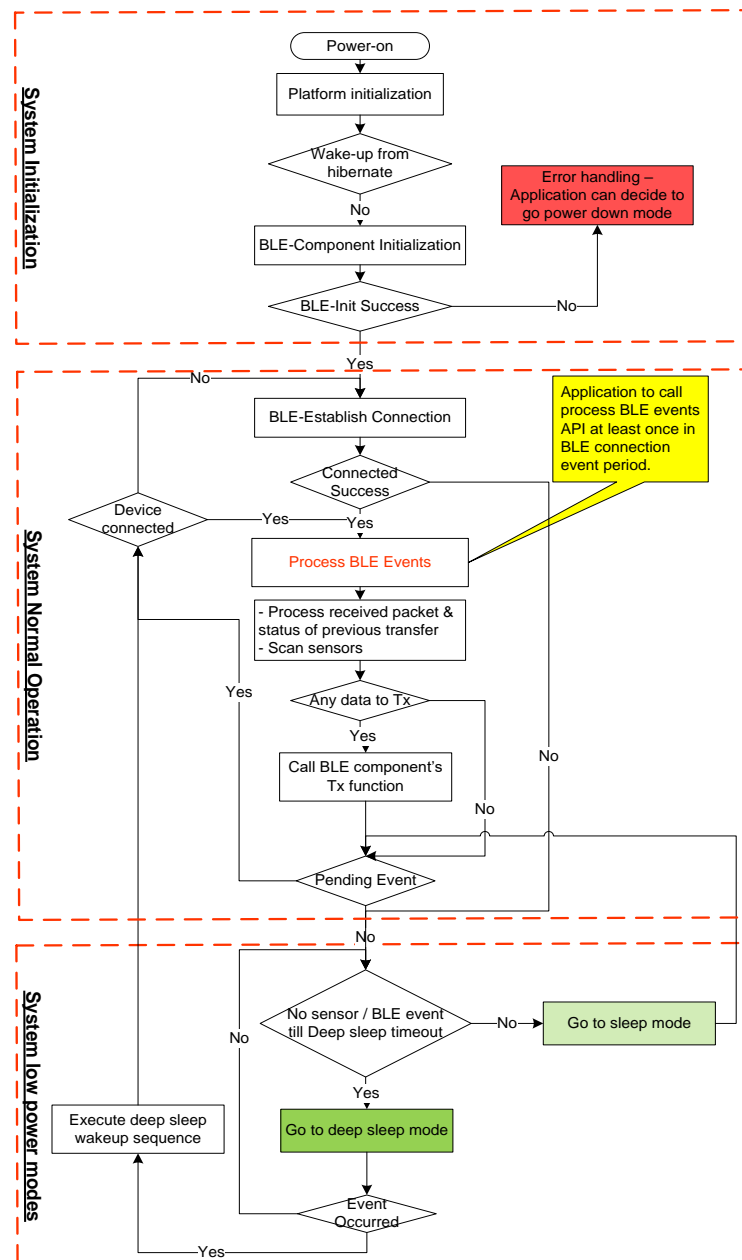 System Initialization
Power-on
Platform initialization
Wake-up from
hibernate
No
BLE-Component Initialization
BLE-Init Success
No
Error handling –
Application can decide to
go power down mode
Yes
System Normal Operation
No
BLE-Establish Connection
Application to call
process BLE events
API at least once in
BLE connection
event period.
Connected
Success
Device
connected
Yes
Yes
Process BLE Events
- Process received packet &
status of previous transfer
- Scan sensors
Yes
Any data to Tx
Yes
No
Call BLE component's
Tx function
No
Pending Event
No
System low power modes
No sensor / BLE event
till Deep sleep timeout
No
Go to sleep mode
No
Yes
Execute deep sleep
wakeup sequence
Go to deep sleep mode
Event
Occurred
Yes